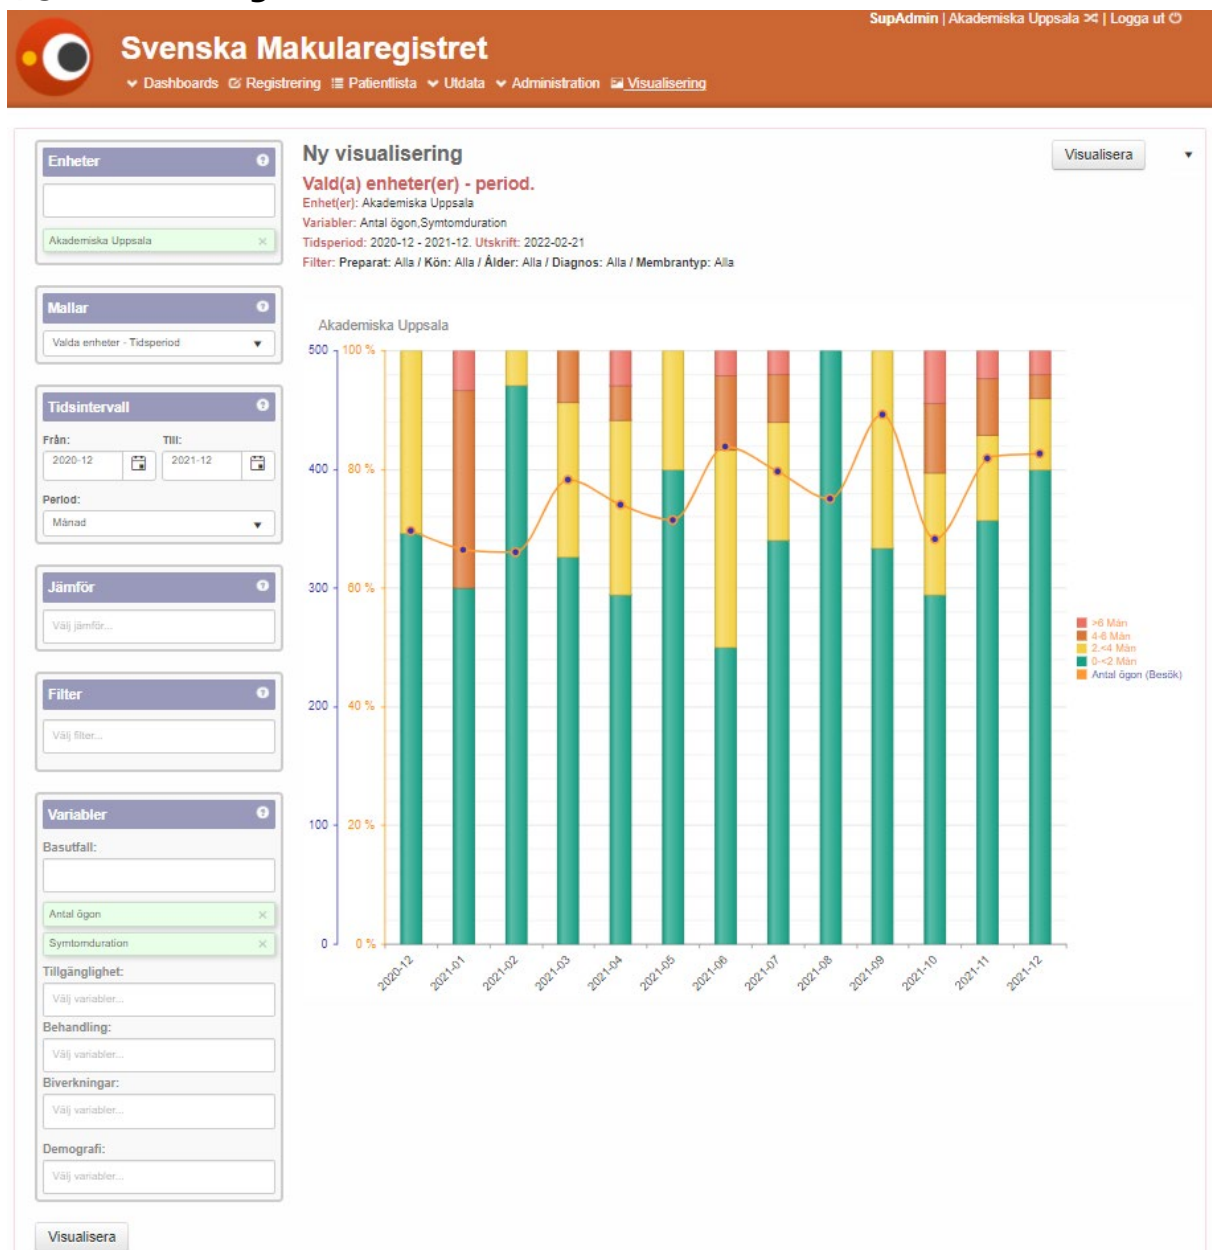 SupAdmin | Akademiska Uppsala | Logga ut
Svenska Makularegistret
Dashboards Registrering Patientlista Utdata Administration Visualisering
Enheter
Akademiska Uppsala
Mallar
Valda enheter - Tidsperiod
Tidsintervall
Från: Till:
2020-12 2021-12
Period:
Månad
Jämför
Välj jämför...
Filter
Välj filter...
Variabler
Basutfall:
Antal ögon
Symtomduration
Tillgänglighet:
Välj variabler...
Behandling:
Välj variabler...
Biverkningar:
Välj variabler...
Demografi:
Välj variabler...
Visualisera
Ny visualisering
Visualisera
Vald(a) enheter(er) - period.
Enhet(er): Akademiska Uppsala
Variabler: Antal ögon,Symtomduration
Tidsperiod: 2020-12 - 2021-12. Utskrift: 2022-02-21
Filter: Preparat: Alla / Kön: Alla / Ålder: Alla / Diagnos: Alla / Membrantyp: Alla
Akademiska Uppsala
500 100 %
400 80 %
300 60 %
200 40 %
100 20 %
0 0 %
2020-12 2021-01 2021-02 2021-03 2021-04 2021-05 2021-06 2021-07 2021-08 2021-09 2021-10 2021-11 2021-12
>6 Mån
4-6 Mån
2-<4 Mån
0-<2 Mån
Antal ögon (Besök)